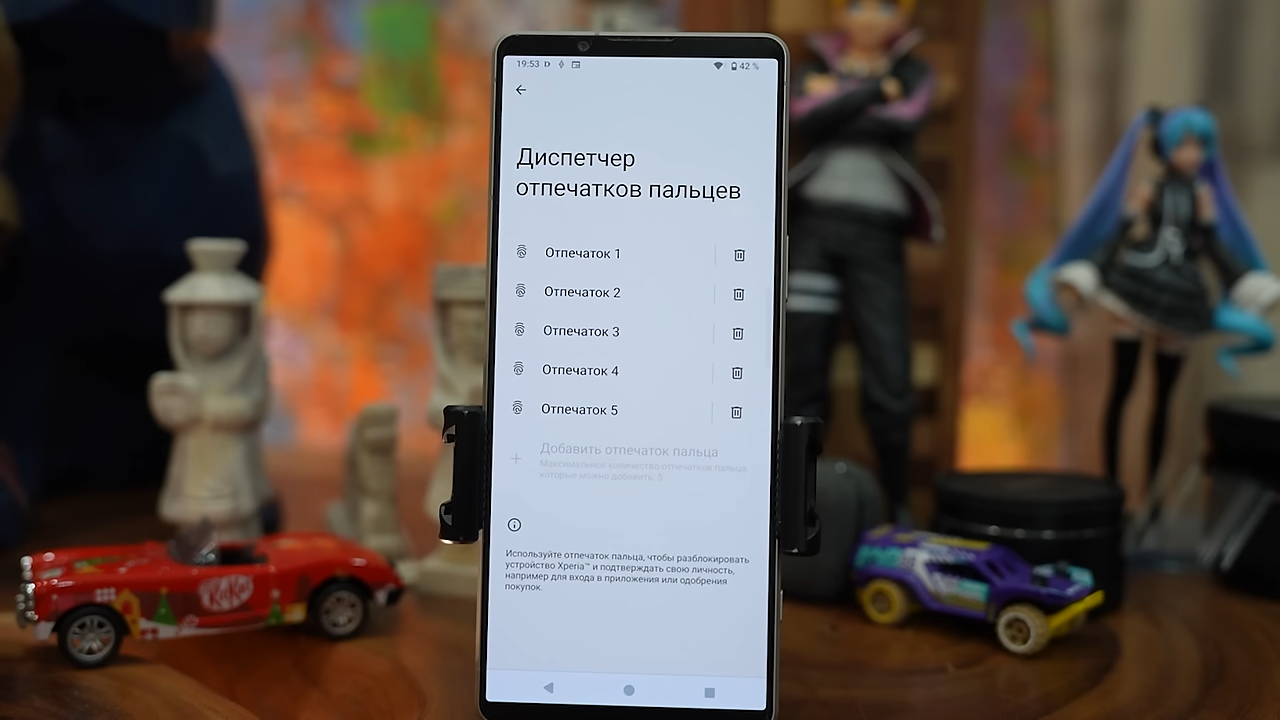 19:53
42 %
Диспетчер
отпечатков пальцев
Отпечаток 1
Отпечаток 2
Отпечаток 3
Отпечаток 4
Отпечаток 5
Добавить отпечаток пальца
Максимальное количество отпечатков пальца,
которые можно добавить: 5
Используйте отпечаток пальца, чтобы разблокировать
устройство Xperia™ и подтверждать свою личность,
например для входа в приложения или одобрения
покупок.